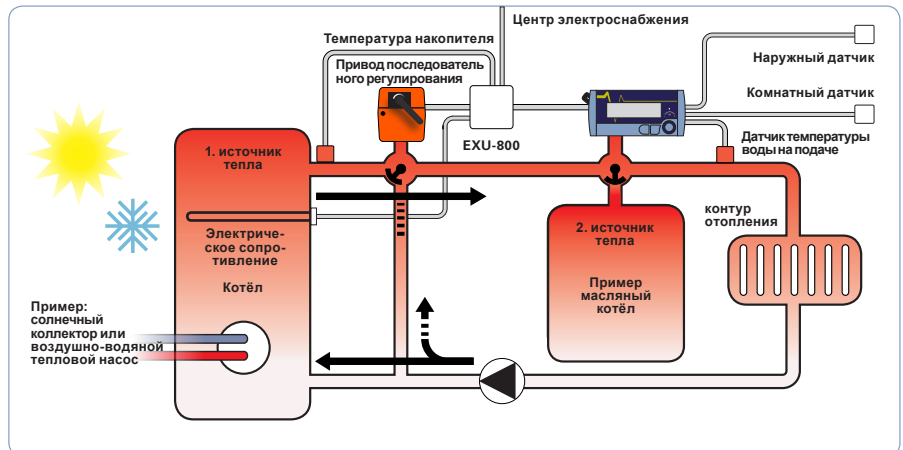 Центр электроснабжения
Температура накопителя
Привод последователь
ного регулирования
Наружный датчик
Комнатный датчик
EXU-800
Датчик температуры
воды на подаче
1. источник
тепла
контур
отопления
2. источник
тепла
Электриче-
ское сопро-
тивление
Котёл
Пример
масляный
котёл
Пример:
солнечный
коллектор или
воздушно-водяной
тепловой насос